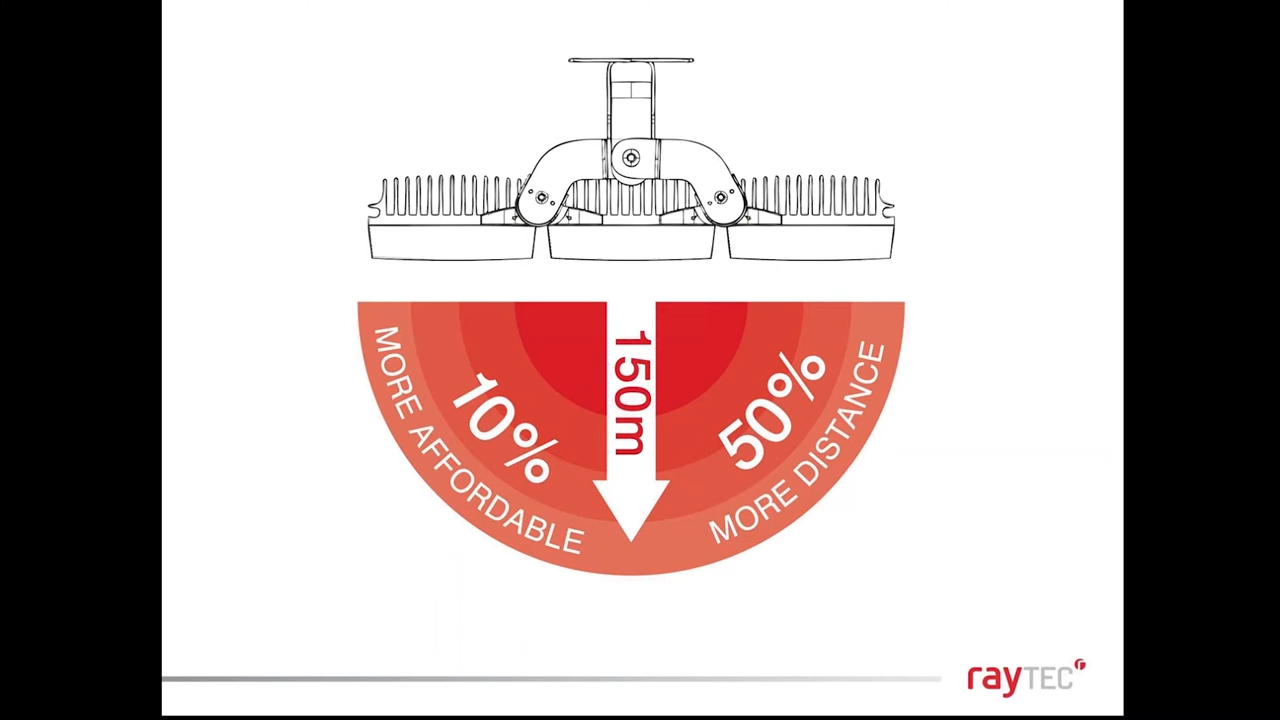 150m
10%
MORE AFFORDABLE
50%
MORE DISTANCE
rayTEC